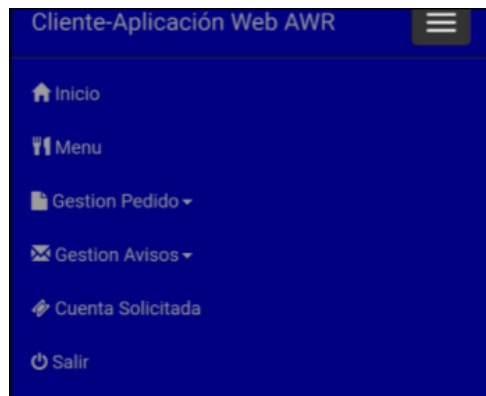 Cliente-Aplicación Web AWR
Inicio
Menu
Gestion Pedido
Gestion Avisos
Cuenta Solicitada
Salir